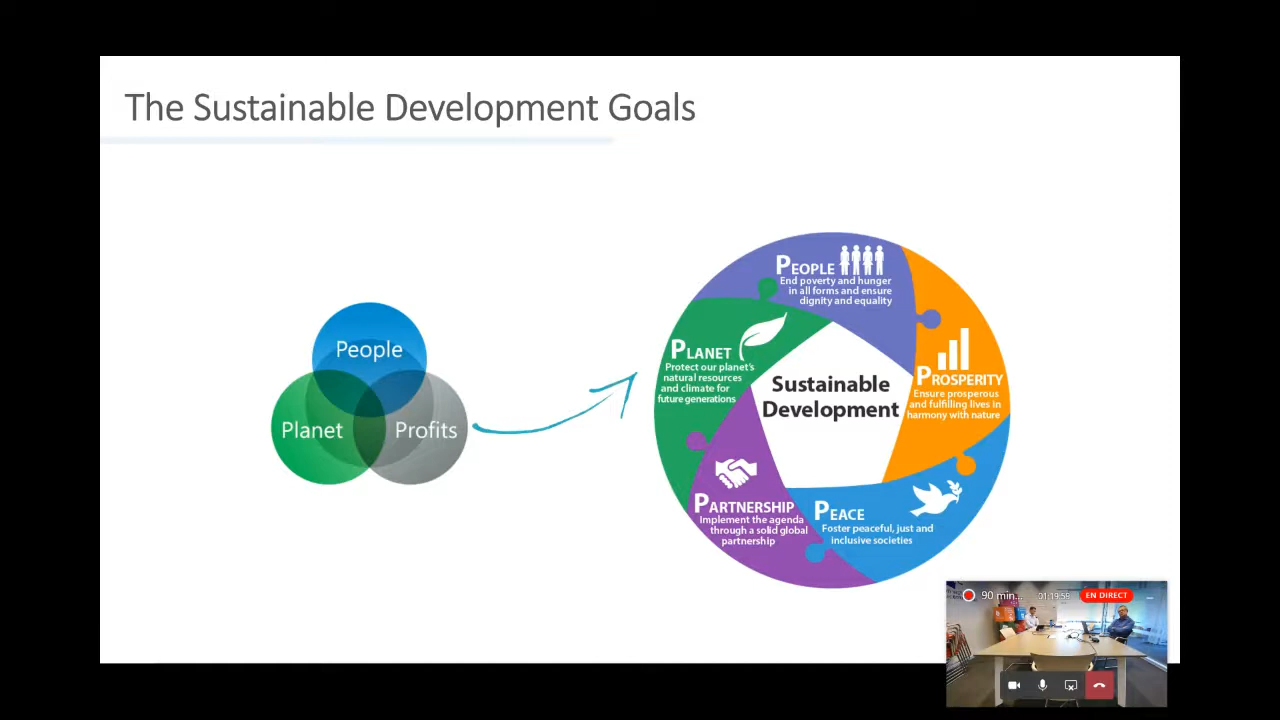 The Sustainable Development Goals
People
Planet
Profits
PEOPLE
End poverty and hunger
in all forms and ensure
dignity and equality
PROSPERITY
Ensure prosperous
and fulfilling lives in
harmony with nature
PEACE
Foster peaceful, just and
inclusive societies
PARTNERSHIP
Implement the agenda
through a solid global
partnership
PLANET
Protect our planet's
natural resources
and climate for
future generations
Sustainable
Development
90 min...
01:19:59
EN DIRECT